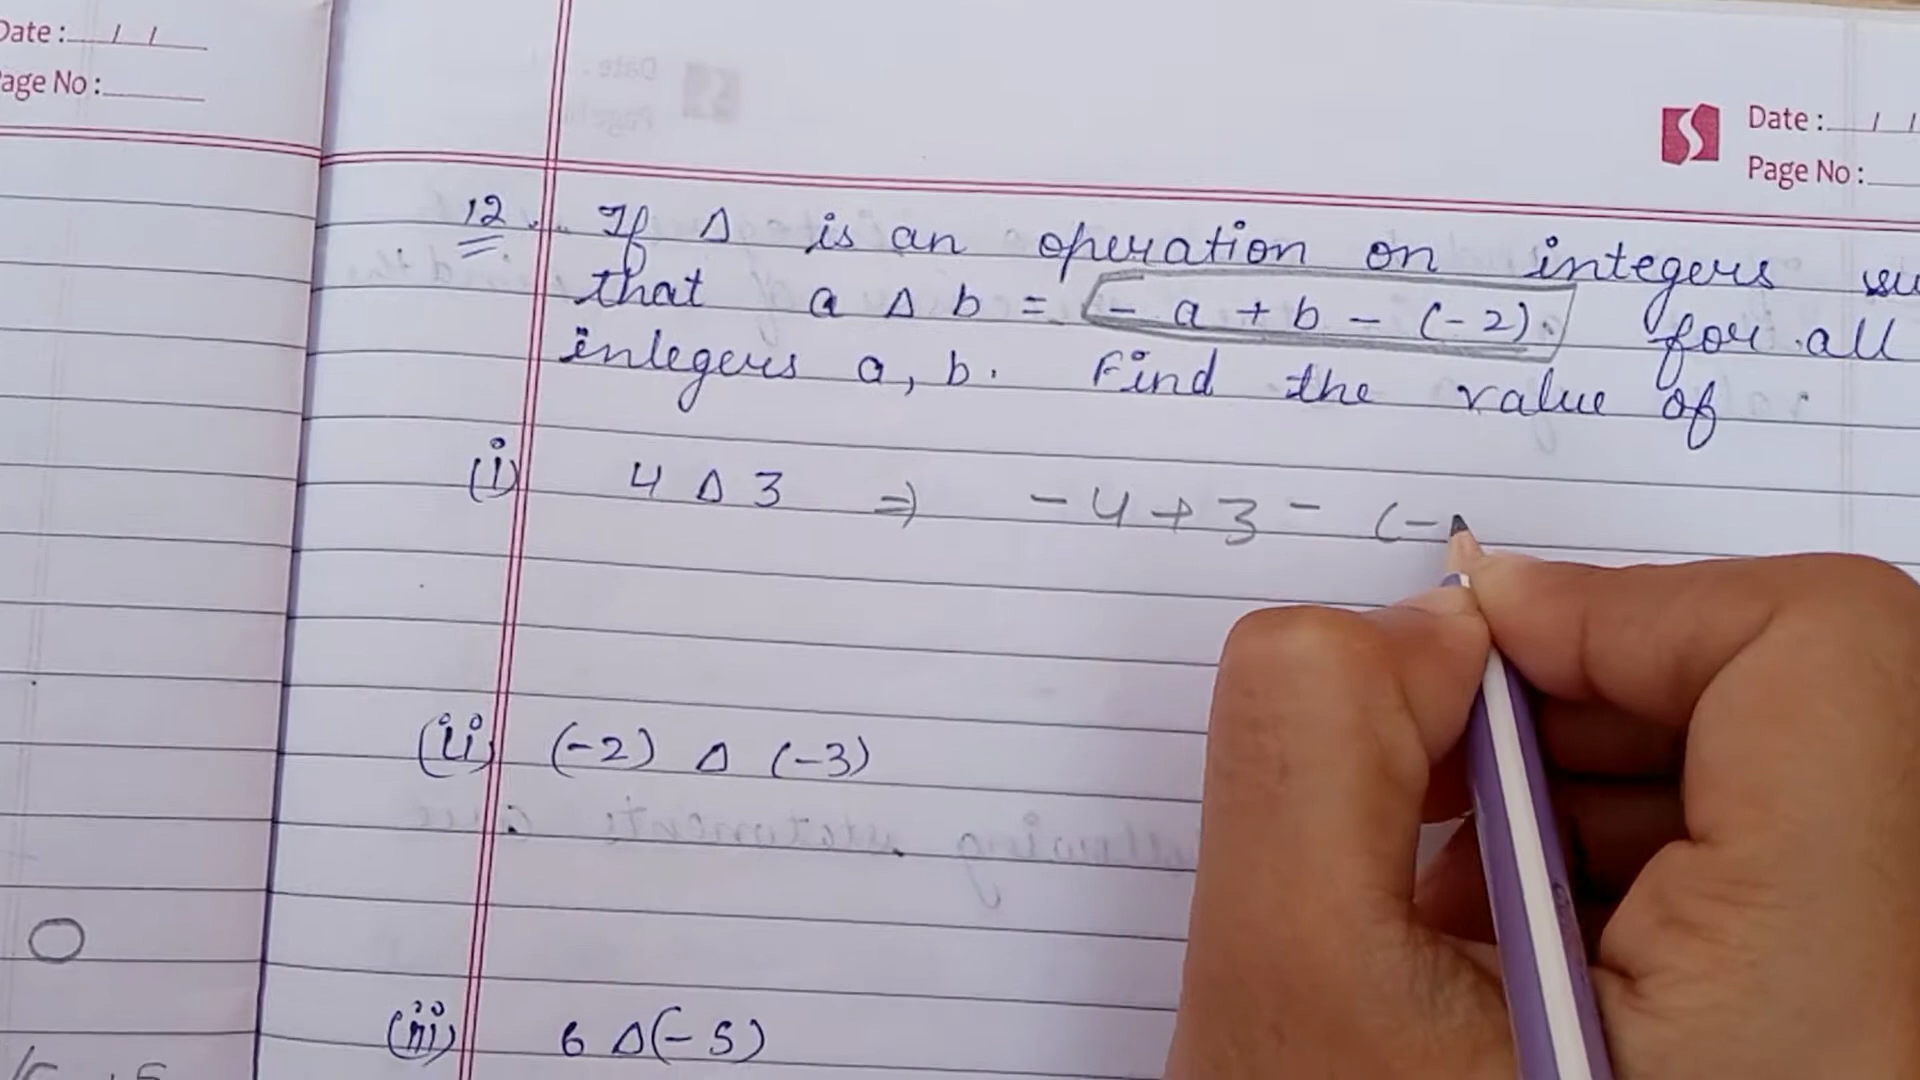 Date : / /
Page No :
Date : / /
Page No :
12. If Δ is an operation on integers
that a Δ b = - a + b - (-2). for all
integers a, b. Find the value of
(i) 4 Δ 3 ⇒ - 4 + 3 - (-
(ii) (-2) Δ (-3)
(iii) 6 Δ (-5)